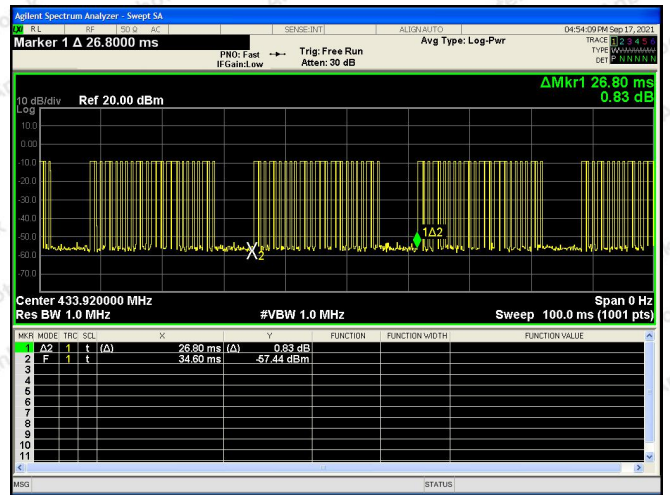 Agilent Spectrum Analyzer - Swept SA
RL RF 50 Ω AC SENSE:INT ALIGN AUTO 04:54:09 PM Sep 17, 2021
Marker 1 Δ 26.8000 ms
PNO: Fast
IFGain:Low
Trig: Free Run
Atten: 30 dB
Avg Type: Log-Pwr
TRACE 1 2 3 4 5 6
TYPE
DET P N N N N N
ΔMkr1 26.80 ms
0.83 dB
10 dB/div Ref 20.00 dBm
Log
10.0
0.00
-10.0
-20.0
-30.0
-40.0
-50.0
-60.0
-70.0
1Δ2
X2
Center 433.920000 MHz Span 0 Hz
Res BW 1.0 MHz #VBW 1.0 MHz Sweep 100.0 ms (1001 pts)
MKR MODE TRC SCL X Y FUNCTION FUNCTION WIDTH FUNCTION VALUE
1 Δ2 1 t (Δ) 26.80 ms (Δ) 0.83 dB
2 F 1 t 34.60 ms -57.44 dBm
3
4
5
6
7
8
9
10
11
MSG STATUS